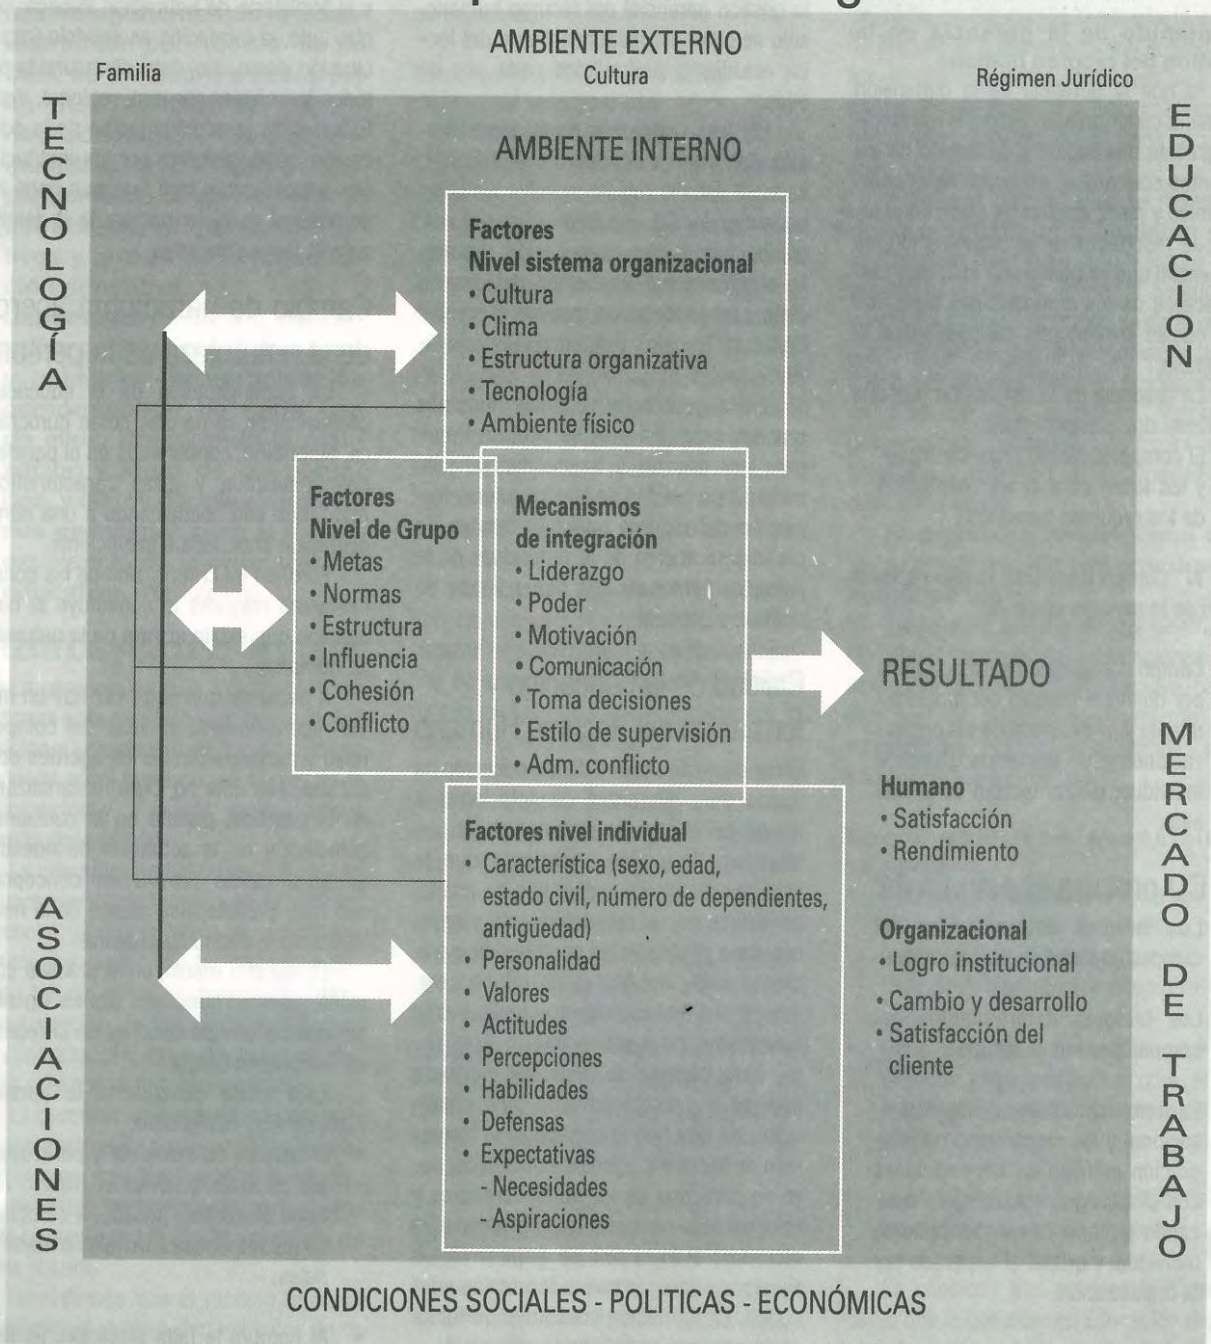 AMBIENTE EXTERNO
Familia
Cultura
Régimen Jurídico
TECNOLOGÍA
EDUCACION
AMBIENTE INTERNO
Factores
Nivel sistema organizacional
• Cultura
• Clima
• Estructura organizativa
• Tecnología
• Ambiente físico
Factores
Nivel de Grupo
• Metas
• Normas
• Estructura
• Influencia
• Cohesión
• Conflicto
Mecanismos
de integración
• Liderazgo
• Poder
• Motivación
• Comunicación
• Toma decisiones
• Estilo de supervisión
• Adm. conflicto
RESULTADO
Humano
• Satisfacción
• Rendimiento
Organizacional
• Logro institucional
• Cambio y desarrollo
• Satisfacción del
cliente
Factores nivel individual
• Característica (sexo, edad,
estado civil, número de dependientes,
antigüedad)
• Personalidad
• Valores
• Actitudes
• Percepciones
• Habilidades
• Defensas
• Expectativas
- Necesidades
- Aspiraciones
ASOCIACIONES
MERCADO DE TRABAJO
CONDICIONES SOCIALES - POLITICAS - ECONÓMICAS